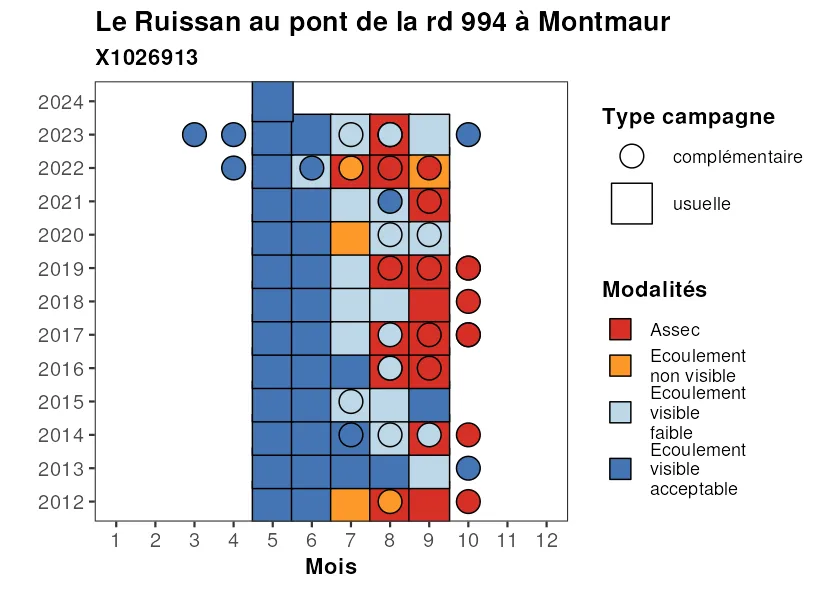 Le Ruissan au pont de la rd 994 à Montmaur
X1026913
2024
2023
2022
2021
2020
2019
2018
2017
2016
2015
2014
2013
2012
1 2 3 4 5 6 7 8 9 10 11 12
Mois
Type campagne
complémentaire
usuelle
Modalités
Assec
Ecoulement
non visible
Ecoulement
visible
faible
Ecoulement
visible
acceptable